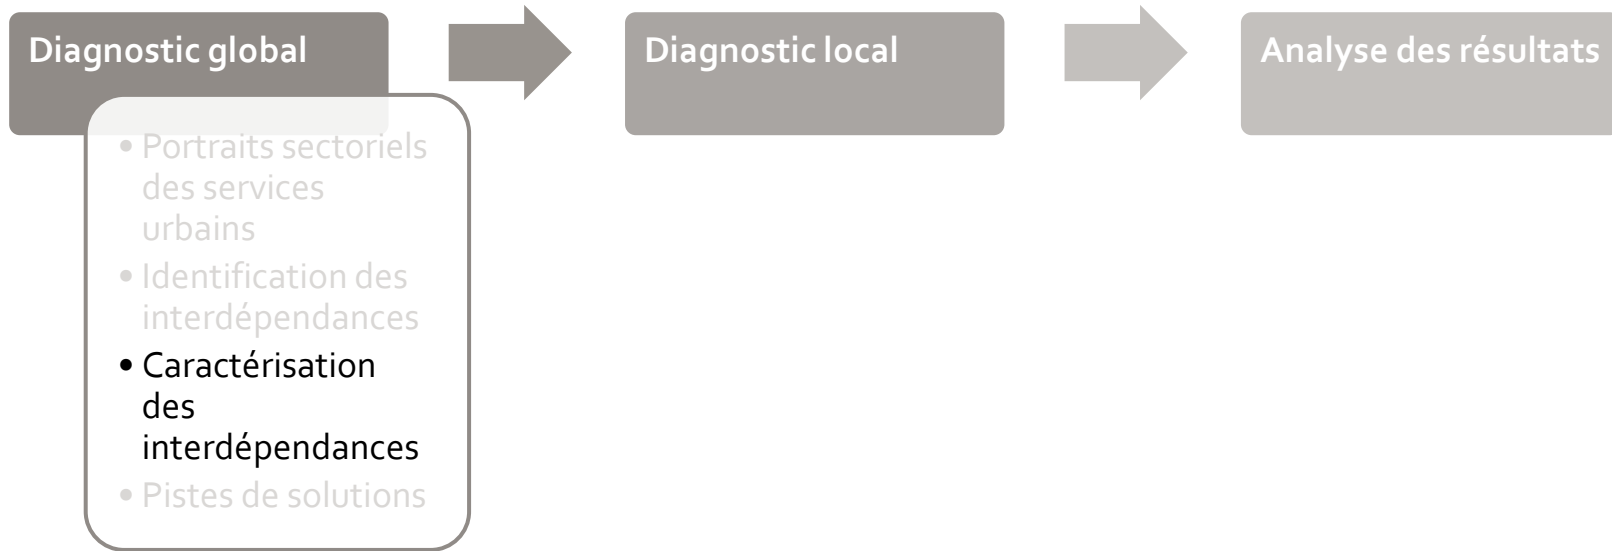 Diagnostic global
• Portraits sectoriels
des services
urbains
• Identification des
interdépendances
• Caractérisation
des
interdépendances
• Pistes de solutions
Diagnostic local
Analyse des résultats